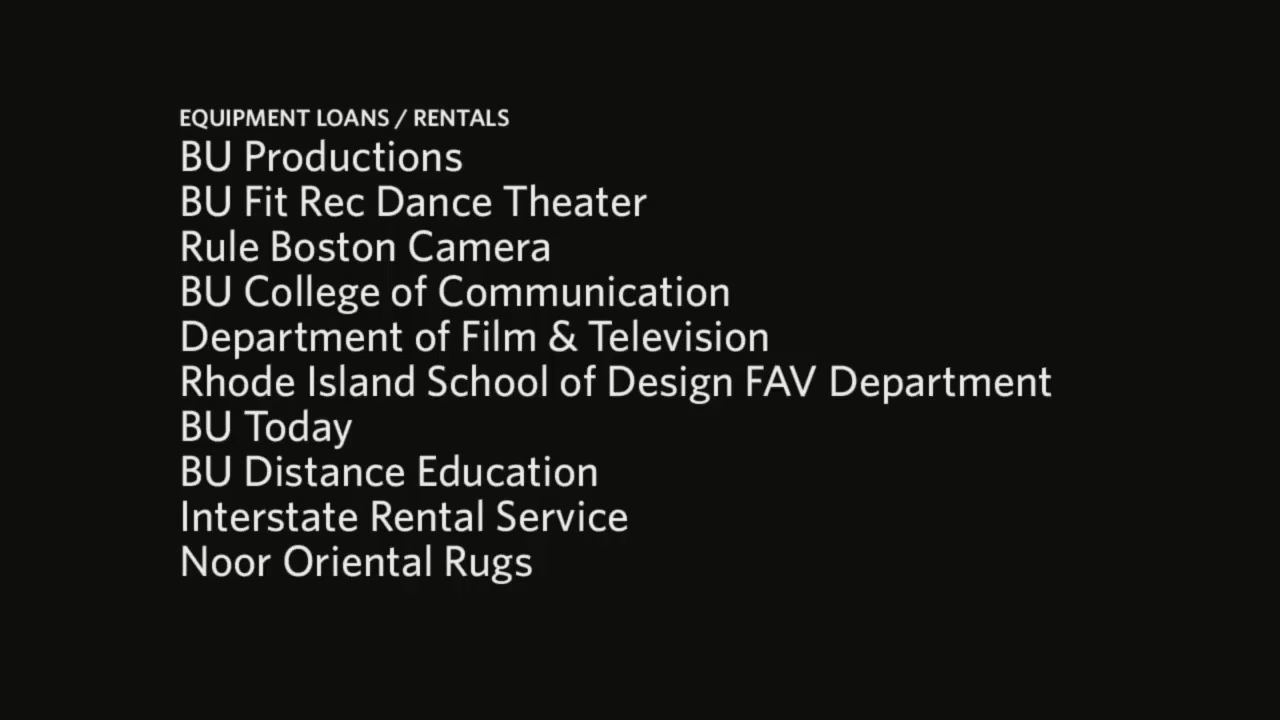 EQUIPMENT LOANS / RENTALS
BU Productions
BU Fit Rec Dance Theater
Rule Boston Camera
BU College of Communication
Department of Film & Television
Rhode Island School of Design FAV Department
BU Today
BU Distance Education
Interstate Rental Service
Noor Oriental Rugs